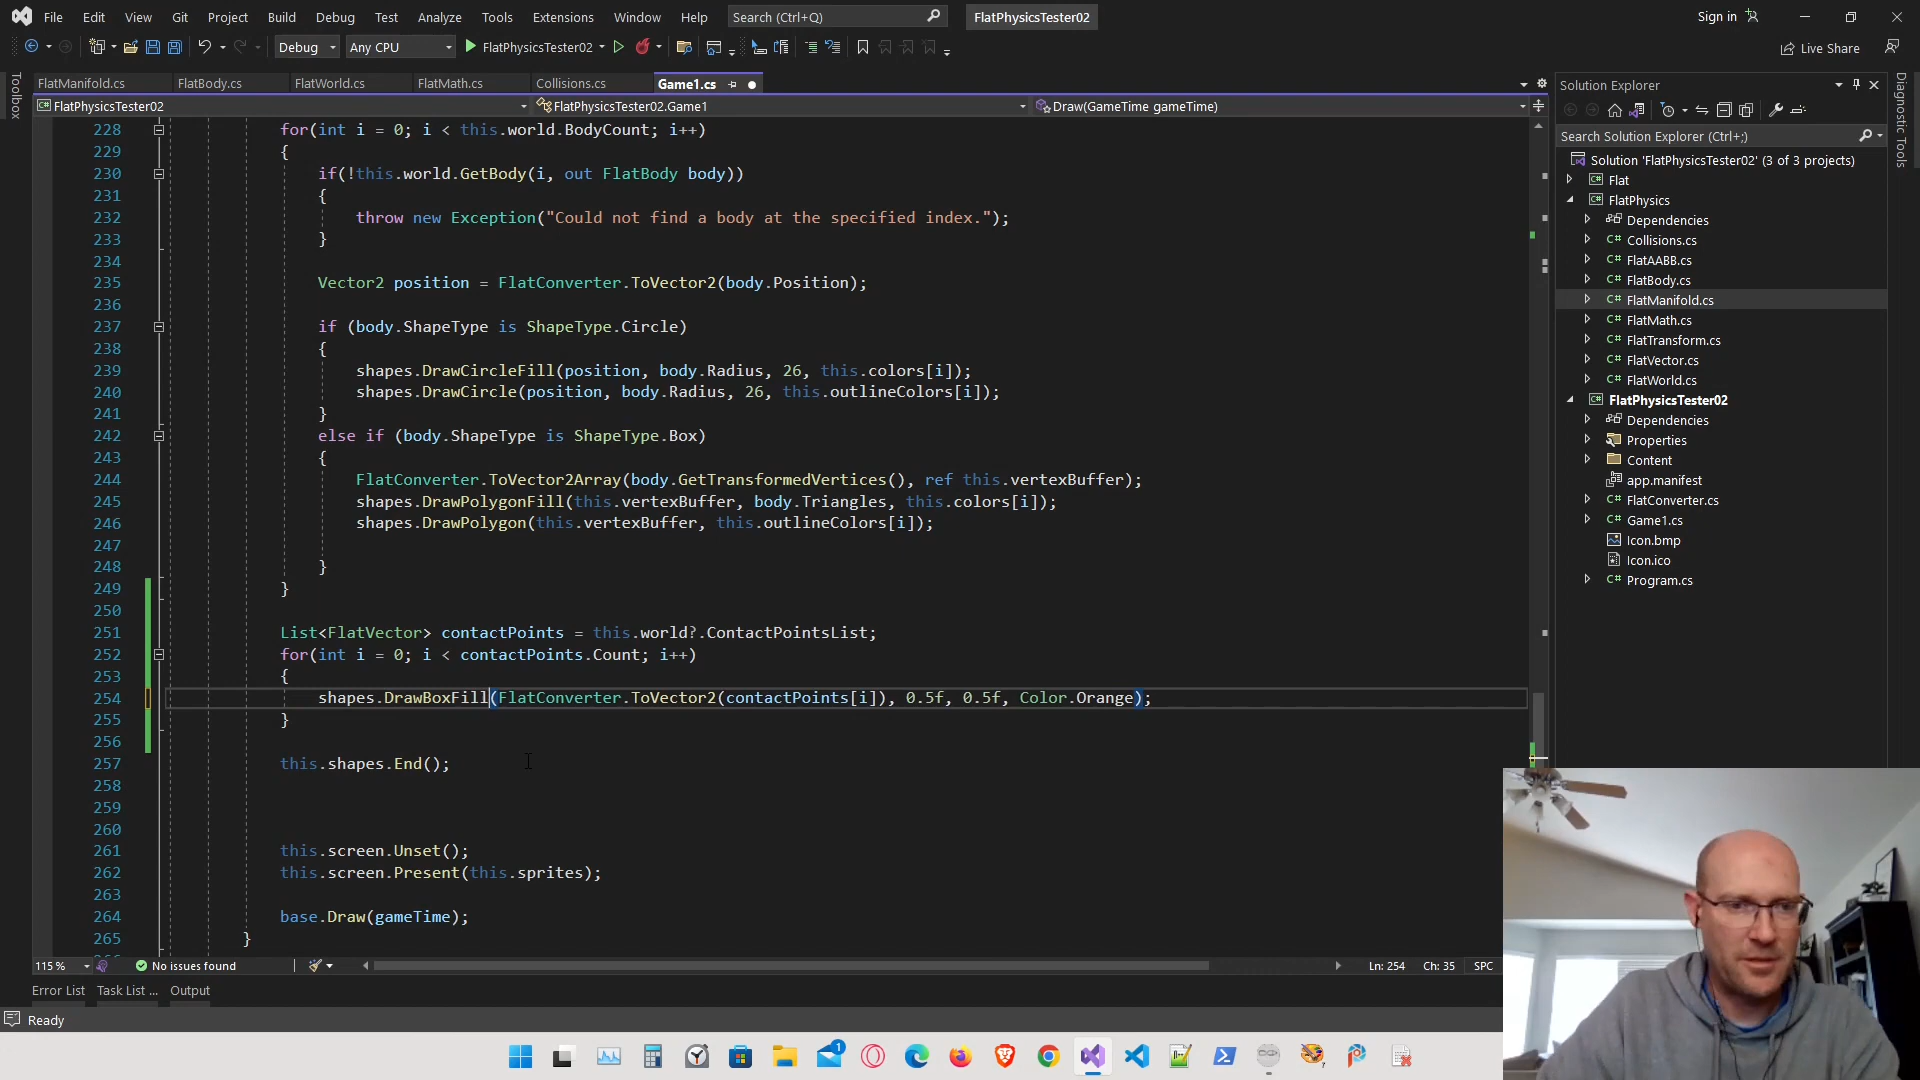 File Edit View Git Project Build Debug Test Analyze Tools Extensions Window Help Search (Ctrl+Q) FlatPhysicsTester02 Sign in
Debug Any CPU FlatPhysicsTester02 Live Share
FlatManifold.cs FlatBody.cs FlatWorld.cs FlatMath.cs Collisions.cs Game1.cs
FlatPhysicsTester02 FlatPhysicsTester02.Game1 Draw(GameTime gameTime)
Toolbox
228 for(int i = 0; i < this.world.BodyCount; i++)
229 {
230 if(!this.world.GetBody(i, out FlatBody body))
231 {
232 throw new Exception("Could not find a body at the specified index.");
233 }
234
235 Vector2 position = FlatConverter.ToVector2(body.Position);
236
237 if (body.ShapeType is ShapeType.Circle)
238 {
239 shapes.DrawCircleFill(position, body.Radius, 26, this.colors[i]);
240 shapes.DrawCircle(position, body.Radius, 26, this.outlineColors[i]);
241 }
242 else if (body.ShapeType is ShapeType.Box)
243 {
244 FlatConverter.ToVector2Array(body.GetTransformedVertices(), ref this.vertexBuffer);
245 shapes.DrawPolygonFill(this.vertexBuffer, body.Triangles, this.colors[i]);
246 shapes.DrawPolygon(this.vertexBuffer, this.outlineColors[i]);
247
248 }
249 }
250
251 List<FlatVector> contactPoints = this.world?.ContactPointsList;
252 for(int i = 0; i < contactPoints.Count; i++)
253 {
254 shapes.DrawBoxFill(FlatConverter.ToVector2(contactPoints[i]), 0.5f, 0.5f, Color.Orange);
255 }
256
257 this.shapes.End();
258
259
260
261 this.screen.Unset();
262 this.screen.Present(this.sprites);
263
264 base.Draw(gameTime);
265 }
115 % No issues found Ln: 254 Ch: 35 SPC
Error List Task List ... Output
Ready
Solution Explorer
Search Solution Explorer (Ctrl+;)
Solution 'FlatPhysicsTester02' (3 of 3 projects)
C# Flat
C# FlatPhysics
Dependencies
C# Collisions.cs
C# FlatAABB.cs
C# FlatBody.cs
C# FlatManifold.cs
C# FlatMath.cs
C# FlatTransform.cs
C# FlatVector.cs
C# FlatWorld.cs
C# FlatPhysicsTester02
Dependencies
Properties
Content
app.manifest
C# FlatConverter.cs
C# Game1.cs
Icon.bmp
Icon.ico
C# Program.cs
Diagnostic Tools
1